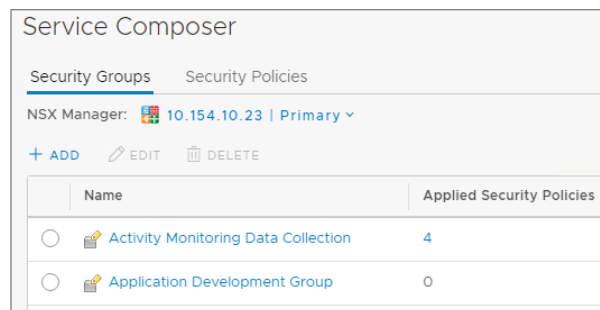 Service Composer
Security Groups Security Policies
NSX Manager: 10.154.10.23 | Primary
+ ADD EDIT DELETE
Name Applied Security Policies
Activity Monitoring Data Collection 4
Application Development Group 0